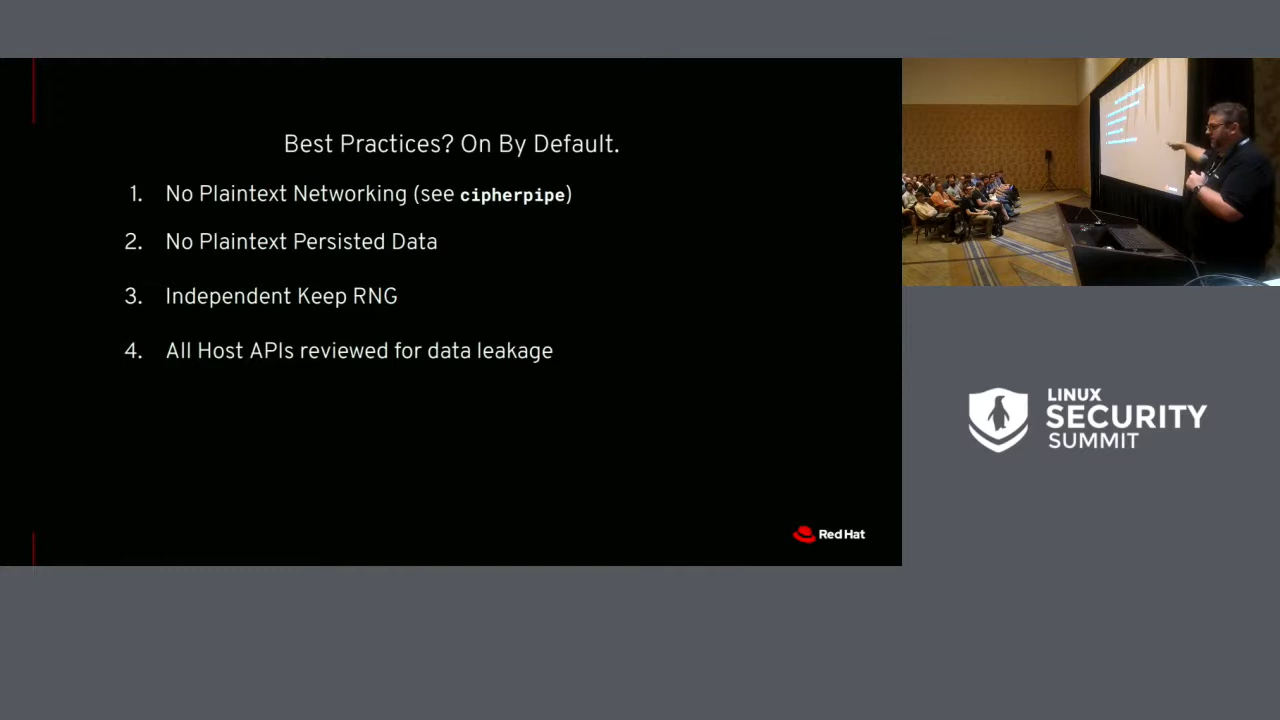 Best Practices? On By Default.
1. No Plaintext Networking (see cipherpipe)
2. No Plaintext Persisted Data
3. Independent Keep RNG
4. All Host APIs reviewed for data leakage
Red Hat
LINUX
SECURITY
SUMMIT